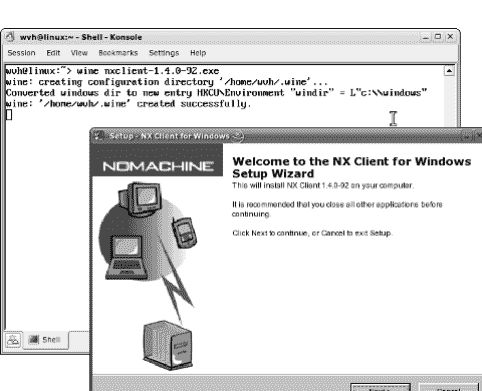 wvh@linux:~ - Shell - Konsole
Session Edit View Bookmarks Settings Help
wvh@linux:~> wine nxclient-1.4.0-92.exe
wine: creating configuration directory '/home/wvh/.wine'...
Converted windows dir to new entry HKCU\Environment "windir" = L"c:\\windows"
wine: '/home/wvh/.wine' created successfully.
Setup - NX Client for Windows
NOMACHINE
Welcome to the NX Client for Windows
Setup Wizard
This will install NX Client 1.4.0-92 on your computer.
It is recommended that you close all other applications before
continuing.
Click Next to continue, or Cancel to exit Setup.
Shell
Cancel